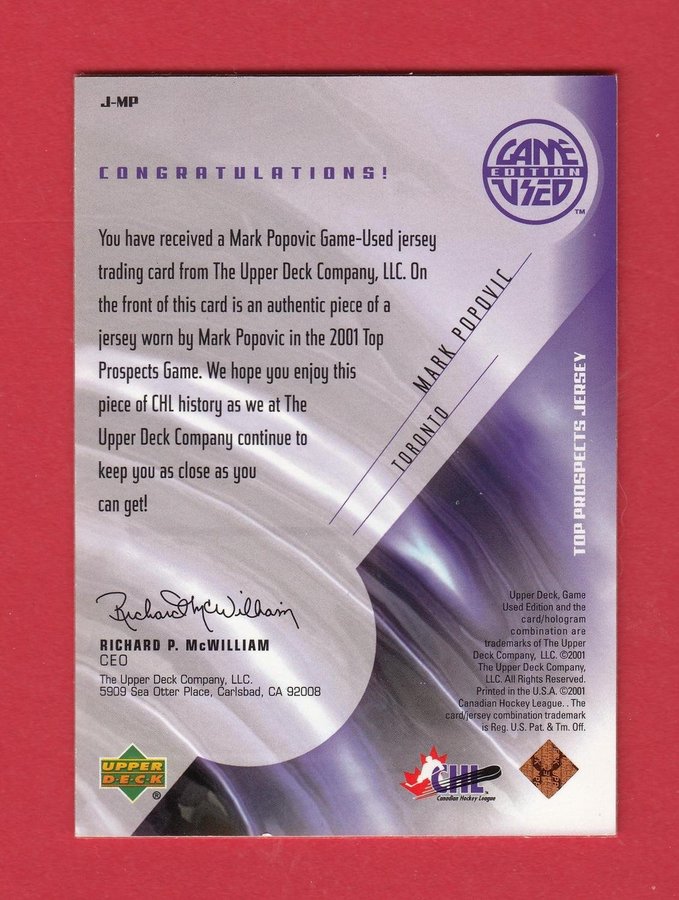 J-MP
CONGRATULATIONS!
GAME
EDITION
USED
TM
You have received a Mark Popovic Game-Used jersey
trading card from The Upper Deck Company, LLC. On
the front of this card is an authentic piece of a
jersey worn by Mark Popovic in the 2001 Top
Prospects Game. We hope you enjoy this
piece of CHL history as we at The
Upper Deck Company continue to
keep you as close as you
can get!
MARK POPOVIC
TORONTO
TOP PROSPECTS JERSEY
Richard McWilliam
RICHARD P. McWILLIAM
CEO
The Upper Deck Company, LLC.
5909 Sea Otter Place, Carlsbad, CA 92008
Upper Deck, Game
Used Edition and the
card/hologram
combination are
trademarks of The Upper
Deck Company, LLC. ©2001
The Upper Deck Company,
LLC. All Rights Reserved.
Printed in the U.S.A. ©2001
Canadian Hockey League. . The
card/jersey combination trademark
is Reg. U.S. Pat. & Tm. Off.
UPPER
DECK
®
CHL
Canadian Hockey League